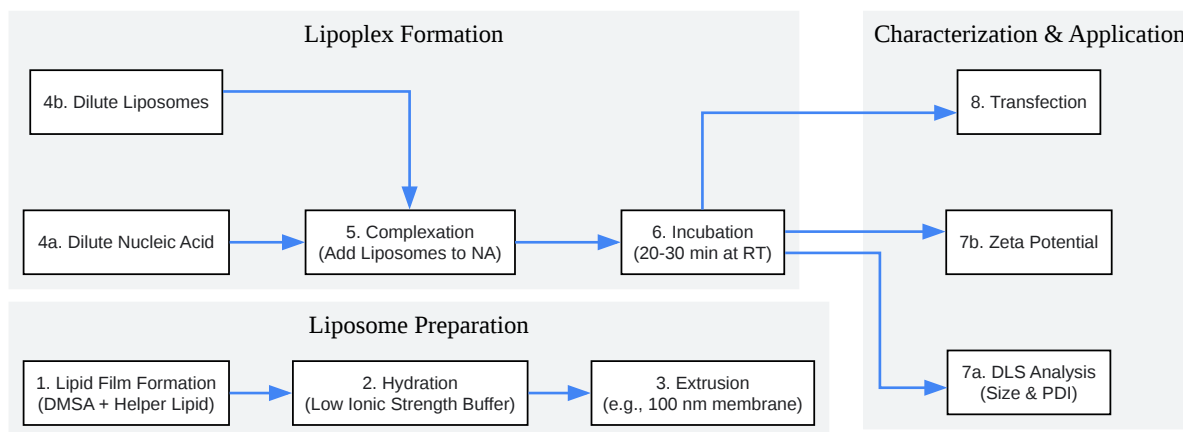 Lipoplex Formation
4b. Dilute Liposomes
4a. Dilute Nucleic Acid
5. Complexation
(Add Liposomes to NA)
6. Incubation
(20-30 min at RT)
Liposome Preparation
1. Lipid Film Formation
(DMSA + Helper Lipid)
2. Hydration
(Low Ionic Strength Buffer)
3. Extrusion
(e.g., 100 nm membrane)
Characterization & Application
8. Transfection
7b. Zeta Potential
7a. DLS Analysis
(Size & PDI)